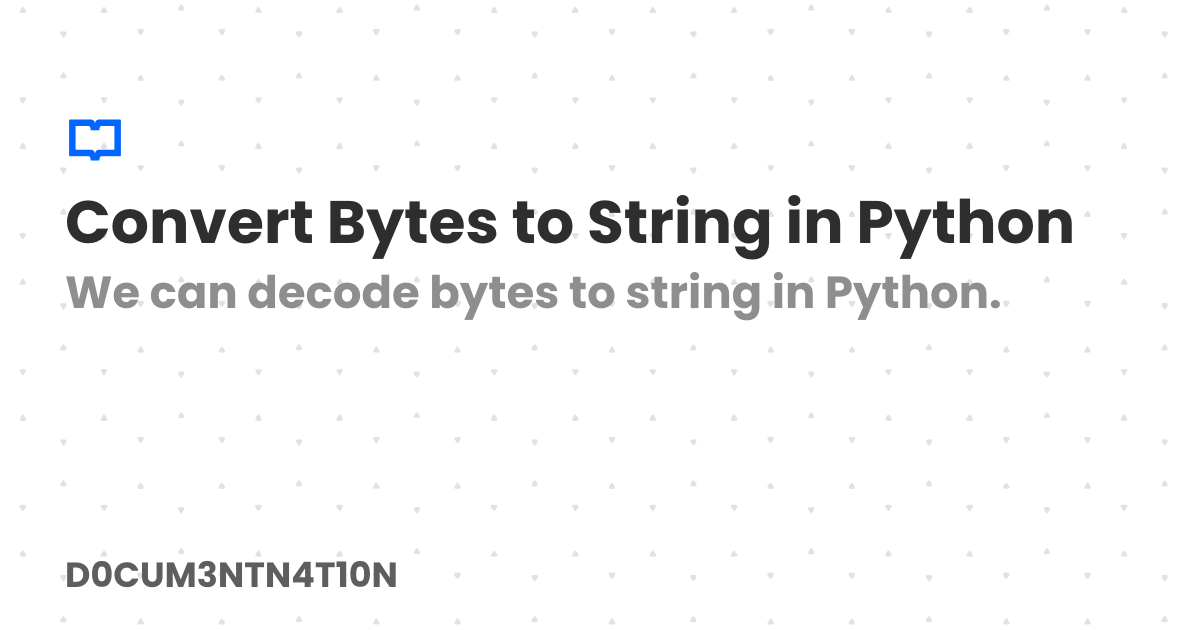 Convert Bytes to String in Python
We can decode bytes to string in Python.
D0CUM3NTN4T10N